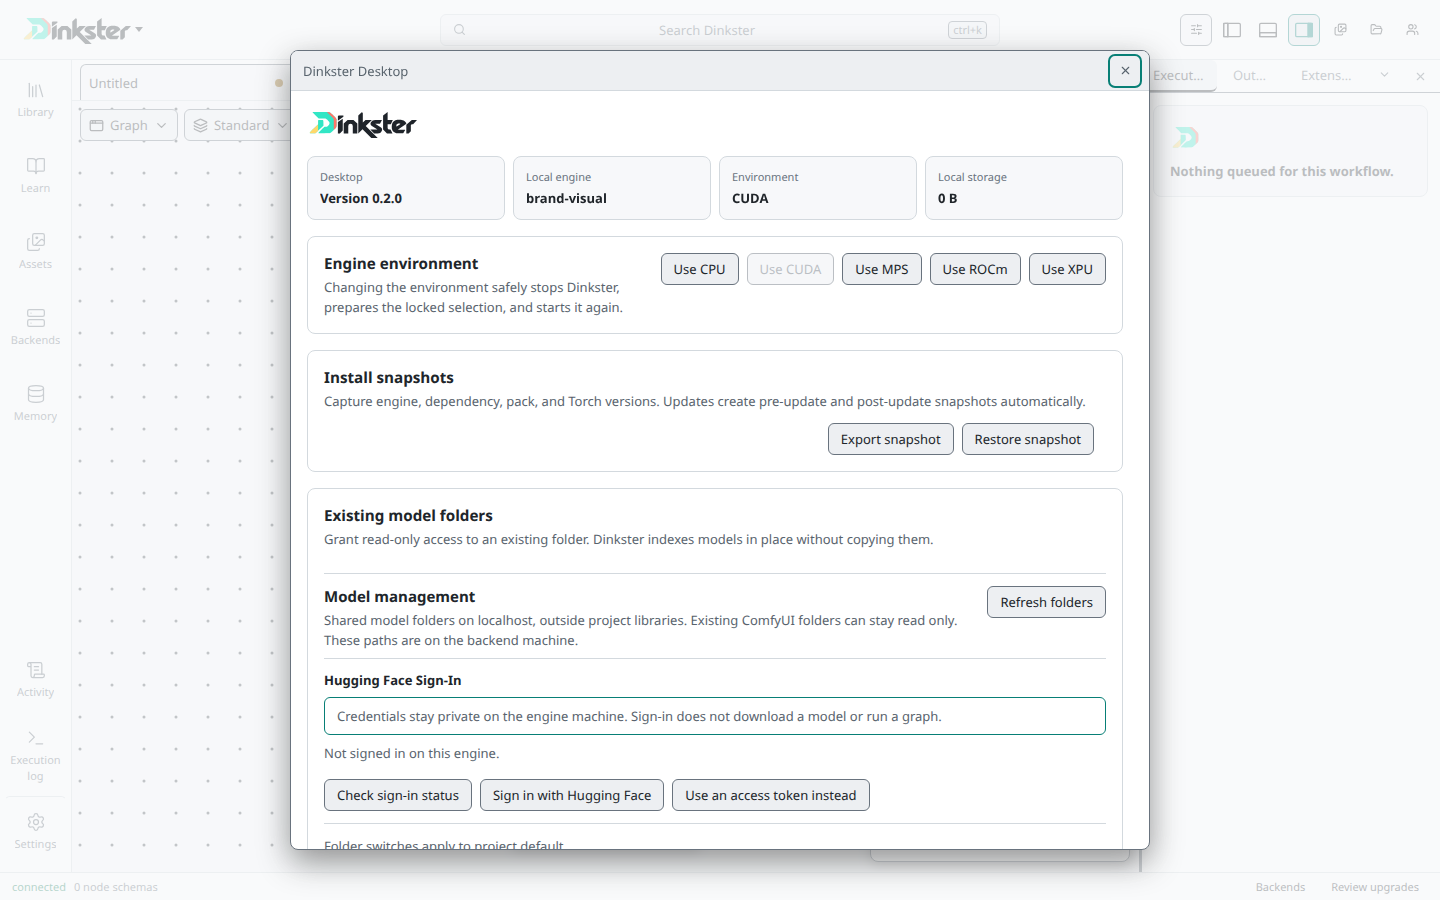 Dinkster
Search Dinkster
ctrl+k
Library
Learn
Assets
Backends
Memory
Activity
Execution
log
Settings
Untitled
Graph
Standard
Execut...
Out...
Extens...
Nothing queued for this workflow.
Dinkster Desktop
Dinkster
Desktop
Version 0.2.0
Local engine
brand-visual
Environment
CUDA
Local storage
0 B
Engine environment
Changing the environment safely stops Dinkster,
prepares the locked selection, and starts it again.
Use CPU
Use CUDA
Use MPS
Use ROCm
Use XPU
Install snapshots
Capture engine, dependency, pack, and Torch versions. Updates create pre-update and post-update snapshots automatically.
Export snapshot
Restore snapshot
Existing model folders
Grant read-only access to an existing folder. Dinkster indexes models in place without copying them.
Model management
Shared model folders on localhost, outside project libraries. Existing ComfyUI folders can stay read only.
These paths are on the backend machine.
Refresh folders
Hugging Face Sign-In
Credentials stay private on the engine machine. Sign-in does not download a model or run a graph.
Not signed in on this engine.
Check sign-in status
Sign in with Hugging Face
Use an access token instead
Folder switches apply to project default
connected
0 node schemas
Backends
Review upgrades